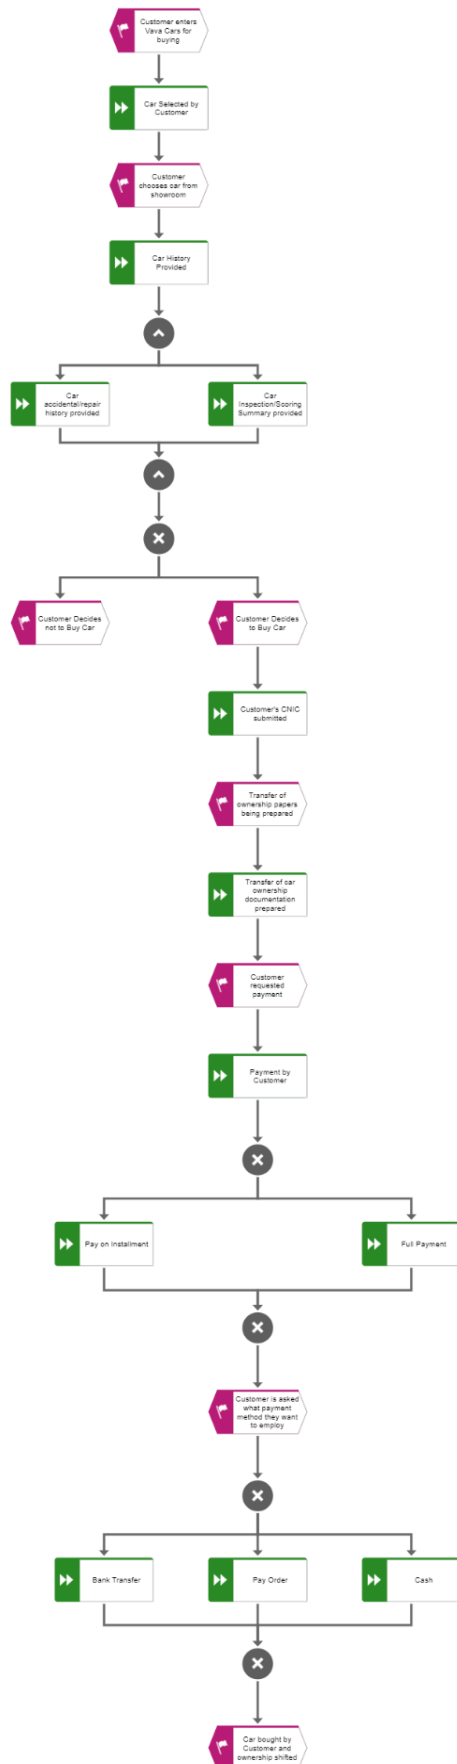 Customer enters
Vava Cars for
buying
Car Selected by
Customer
Customer
chooses car from
showroom
Car History
Provided
Car
accidental/repair
history provided
Car
Inspection/Scoring
Summary provided
Customer Decides
not to Buy Car
Customer Decides
to Buy Car
Customer's CNIC
submitted
Transfer of
ownership papers
being prepared
Transfer of car
ownership
documentation
prepared
Customer
requested
payment
Payment by
Customer
Pay on Installment
Full Payment
Customer is asked
what payment
method they want
to employ
Bank Transfer
Pay Order
Cash
Car bought by
Customer and
ownership shifted